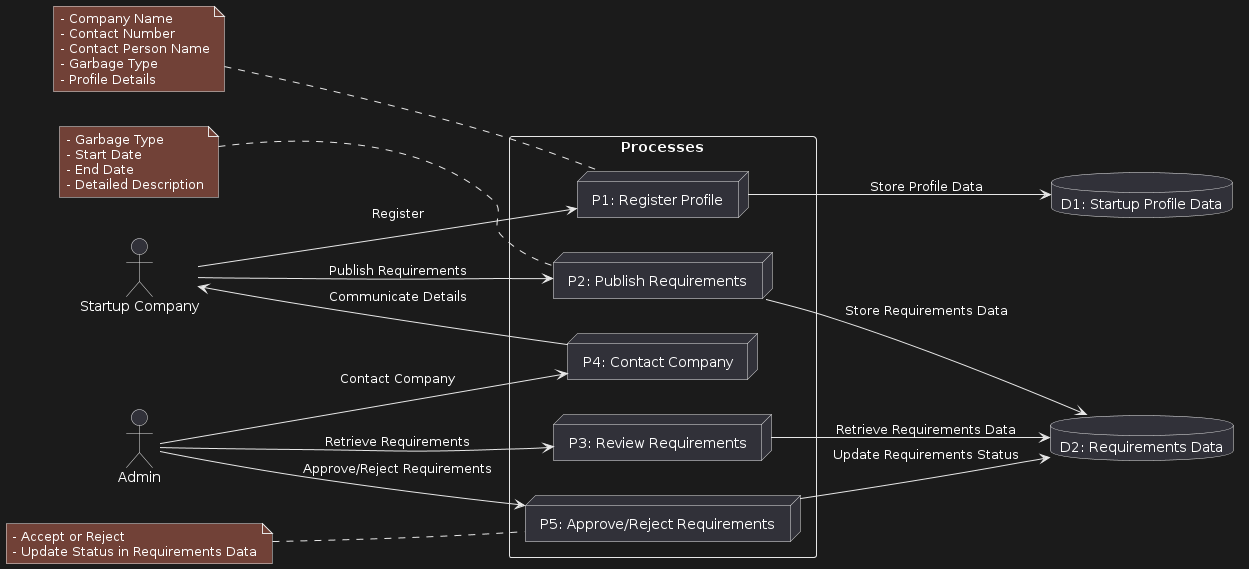 - Company Name
- Contact Number
- Contact Person Name
- Garbage Type
- Profile Details
- Garbage Type
- Start Date
- End Date
- Detailed Description
Processes
P1: Register Profile
Store Profile Data
D1: Startup Profile Data
Register
Startup Company
Publish Requirements
P2: Publish Requirements
Communicate Details
Store Requirements Data
P4: Contact Company
Contact Company
Admin
Retrieve Requirements
P3: Review Requirements
Retrieve Requirements Data
D2: Requirements Data
Update Requirements Status
Approve/Reject Requirements
P5: Approve/Reject Requirements
- Accept or Reject
- Update Status in Requirements Data